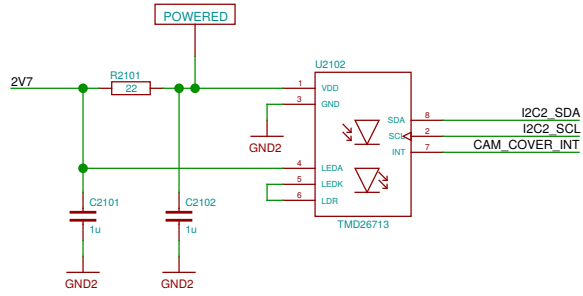 POWERED
U2102
2V7
R2101
22
1
VDD
3
GND
GND2
SDA
8
I2C2_SDA
SCL
2
I2C2_SCL
INT
7
CAM_COVER_INT
4
LEDA
5
LEDK
6
LDR
C2101
1u
C2102
1u
TMD26713
GND2
GND2